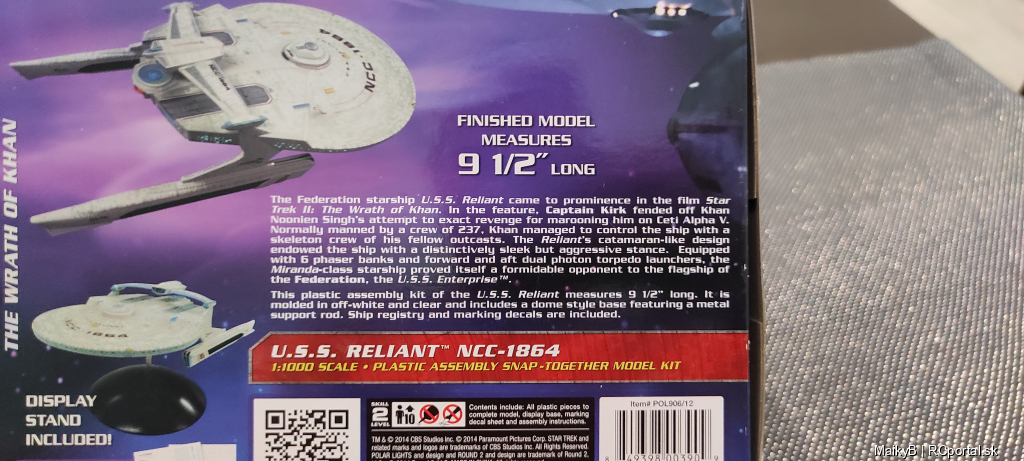 THE WRATH OF KHAN
NCC-1864
FINISHED MODEL
MEASURES
9 1/2" LONG
The Federation starship U.S.S. Reliant came to prominence in the film Star
Trek II: The Wrath of Khan. In the feature, Captain Kirk fended off Khan
Noonien Singh's attempt to exact revenge for marooning him on Ceti Alpha V.
Normally manned by a crew of 237, Khan managed to control the ship with a
skeleton crew of his fellow outcasts. The Reliant's catamaran-like design
endowed the ship with a distinctively sleek but aggressive stance. Equipped
with 6 phaser banks and forward and aft dual photon torpedo launchers, the
Miranda-class starship proved itself a formidable opponent to the flagship of
the Federation, the U.S.S. Enterprise™.
This plastic assembly kit of the U.S.S. Reliant measures 9 1/2" long. It is
molded in off-white and clear and includes a dome style base featuring a metal
support rod. Ship registry and marking decals are included.
NCC-1864
U.S.S. RELIANT™ NCC-1864
1:1000 SCALE • PLASTIC ASSEMBLY SNAP-TOGETHER MODEL KIT
DISPLAY
STAND
INCLUDED!
SKILL
2
LEVEL
10
Contents include: All plastic pieces to
complete model, display base, marking
decal sheet and assembly instructions.
TM & © 2014 CBS Studios Inc. © 2014 Paramount Pictures Corp. STAR TREK and
related marks and logos are trademarks of CBS Studios Inc. All Rights Reserved.
POLAR LIGHTS and design and ROUND 2 and design are trademarks of Round 2.
Item# POL906/12
8 49398 00390 9
MaikyB | RCportal.sk